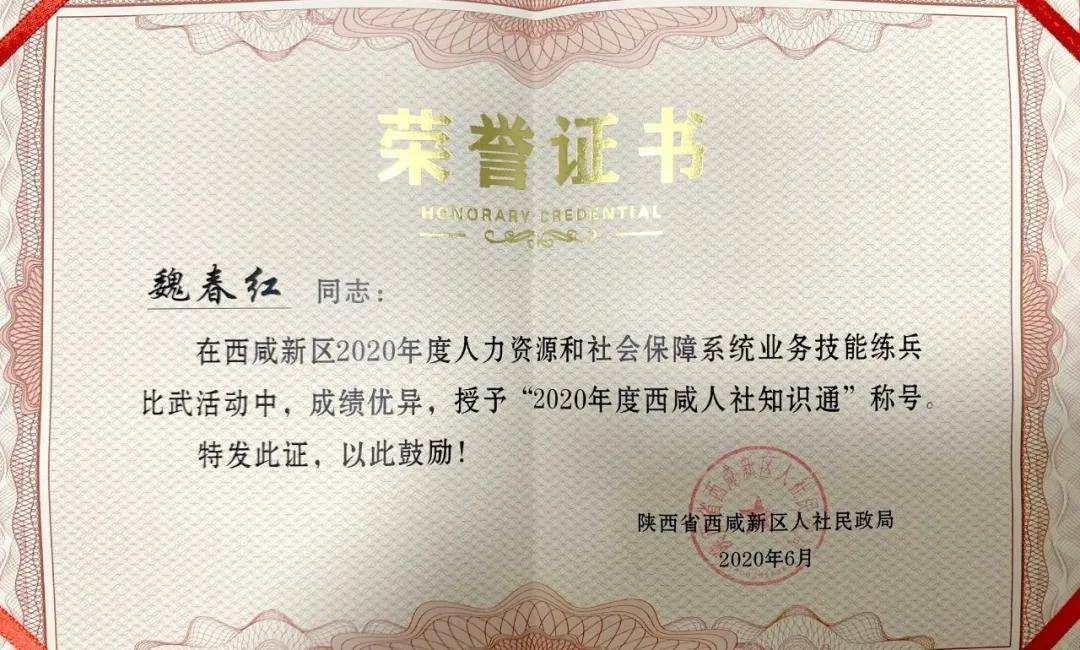 荣誉证书
HONORARY CREDENTIAL
魏春红 同志：
在西咸新区2020年度人力资源和社会保障系统业务技能练兵
比武活动中，成绩优异，授予“2020年度西咸人社知识通”称号。
特发此证，以此鼓励！
陕西省西咸新区人社民政局
2020年6月